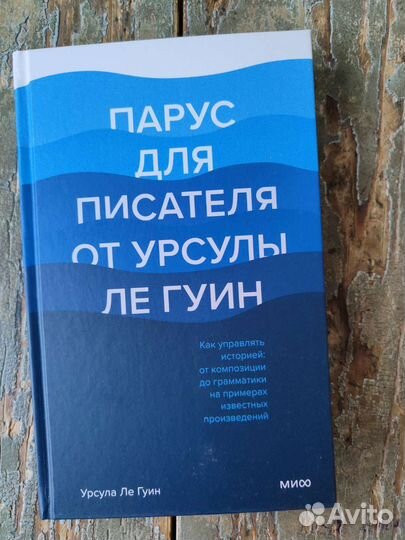 ПАРУС
ДЛЯ
ПИСАТЕЛЯ
ОТ УРСУЛЫ
ЛЕ ГУИН
Как управлять
историей:
от композиции
до грамматики
на примерах
известных
произведений
Урсула Ле Гуин
МИФ
Avito